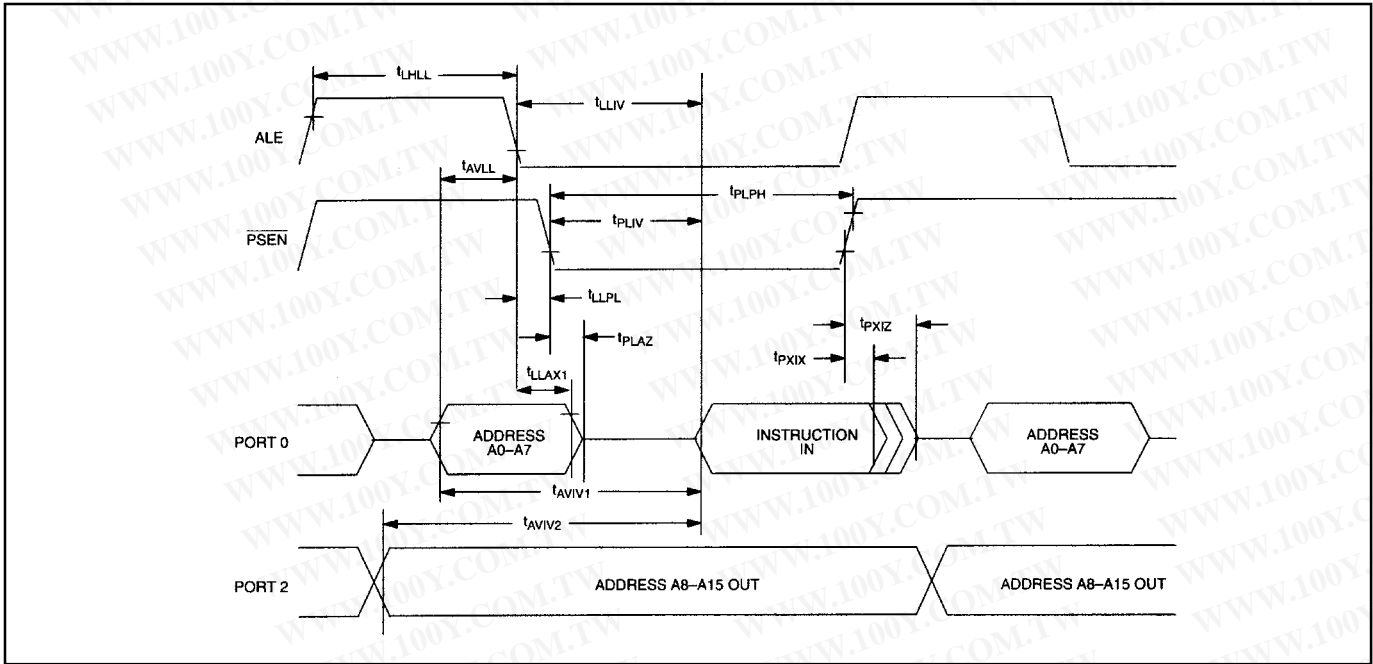 tLHLL
tLLIV
ALE
tAVLL
tPLPH
tPLIV
PSEN
tLLPL
tPLAZ
tPXIZ
tPXIX
tLLAX1
PORT 0
ADDRESS
A0–A7
INSTRUCTION
IN
ADDRESS
A0–A7
tAVIV1
tAVIV2
PORT 2
ADDRESS A8–A15 OUT
ADDRESS A8–A15 OUT
WWW.100Y.COM.TW